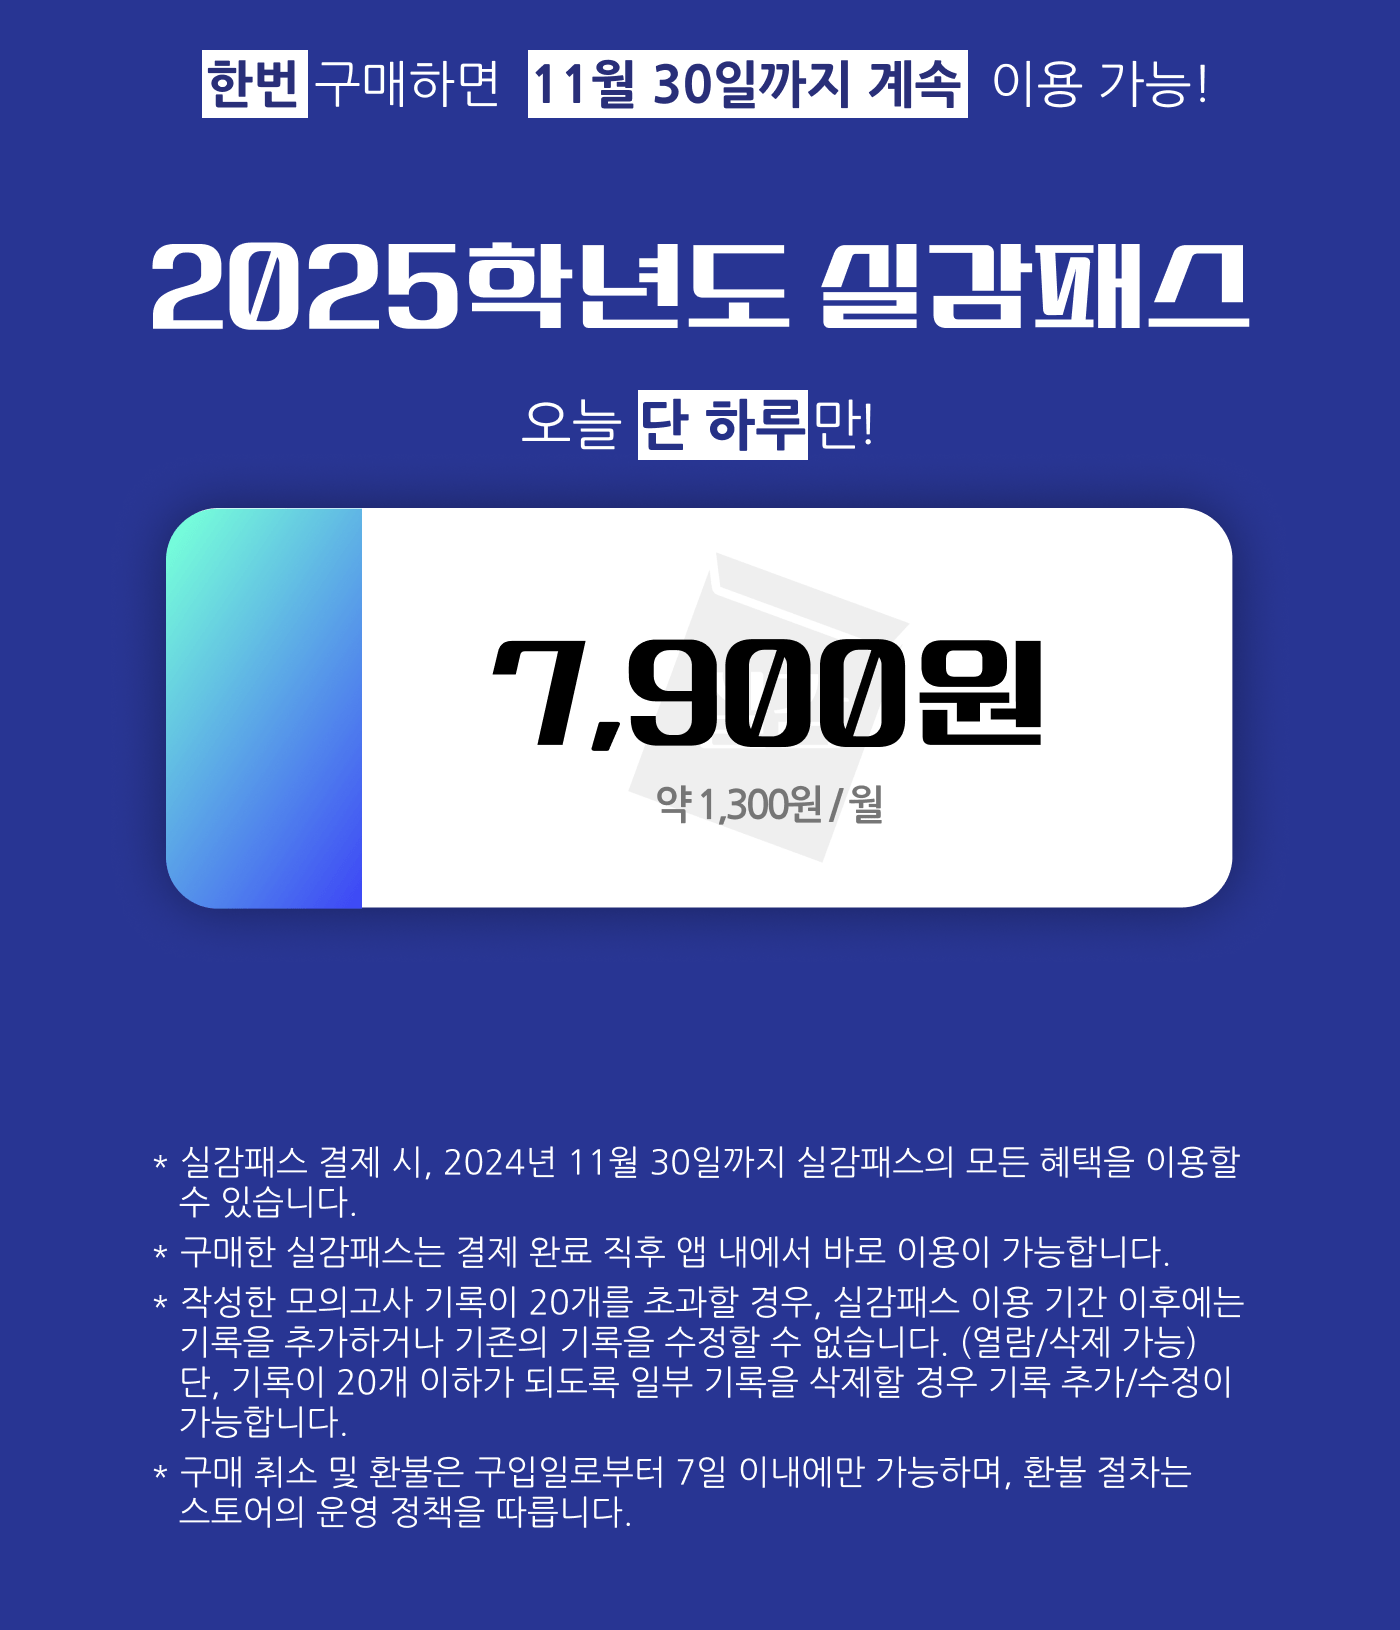 한번 구매하면 11월 30일까지 계속 이용 가능!
2025학년도 실감패스
오늘 단 하루만!
7,900원
약 1,300원 / 월
* 실감패스 결제 시, 2024년 11월 30일까지 실감패스의 모든 혜택을 이용할
수 있습니다.
* 구매한 실감패스는 결제 완료 직후 앱 내에서 바로 이용이 가능합니다.
* 작성한 모의고사 기록이 20개를 초과할 경우, 실감패스 이용 기간 이후에는
기록을 추가하거나 기존의 기록을 수정할 수 없습니다. (열람/삭제 가능)
단, 기록이 20개 이하가 되도록 일부 기록을 삭제할 경우 기록 추가/수정이
가능합니다.
* 구매 취소 및 환불은 구입일로부터 7일 이내에만 가능하며, 환불 절차는
스토어의 운영 정책을 따릅니다.